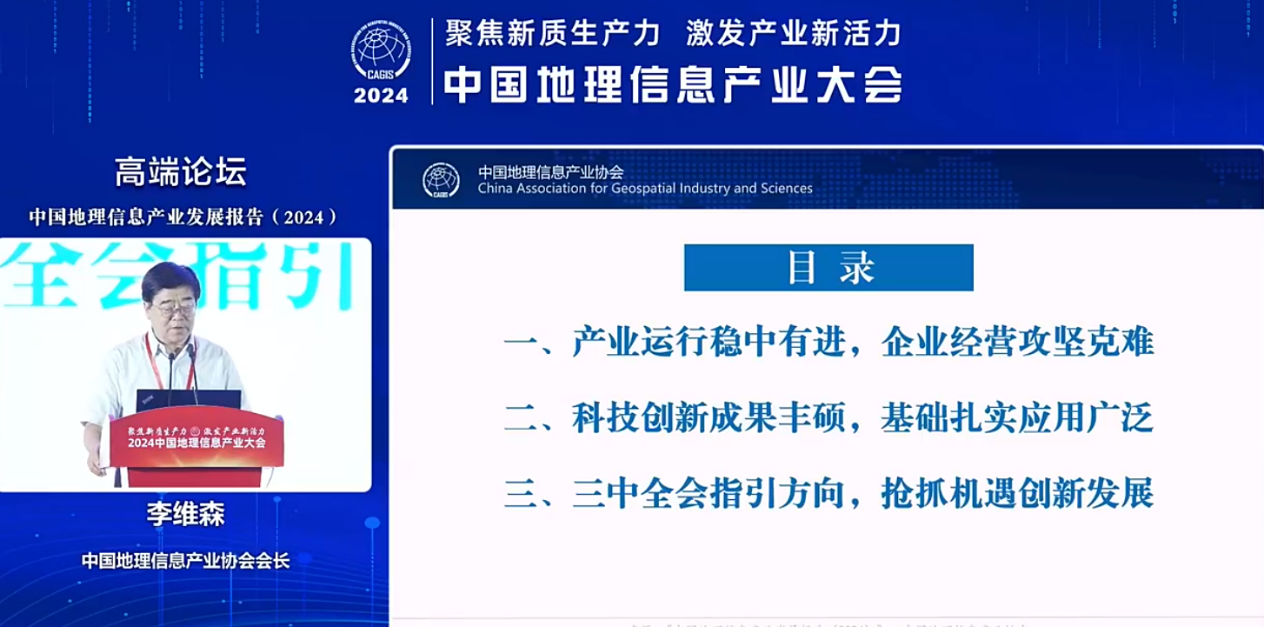 CAGIS
2024
聚焦新质生产力 激发产业新活力
中国地理信息产业大会
高端论坛
中国地理信息产业发展报告（2024）
全会指引
聚焦新质生产力 激发产业新活力
2024中国地理信息产业大会
李维森
中国地理信息产业协会会长
CAGIS
中国地理信息产业协会
China Association for Geospatial Industry and Sciences
目 录
一、产业运行稳中有进，企业经营攻坚克难
二、科技创新成果丰硕，基础扎实应用广泛
三、三中全会指引方向，抢抓机遇创新发展